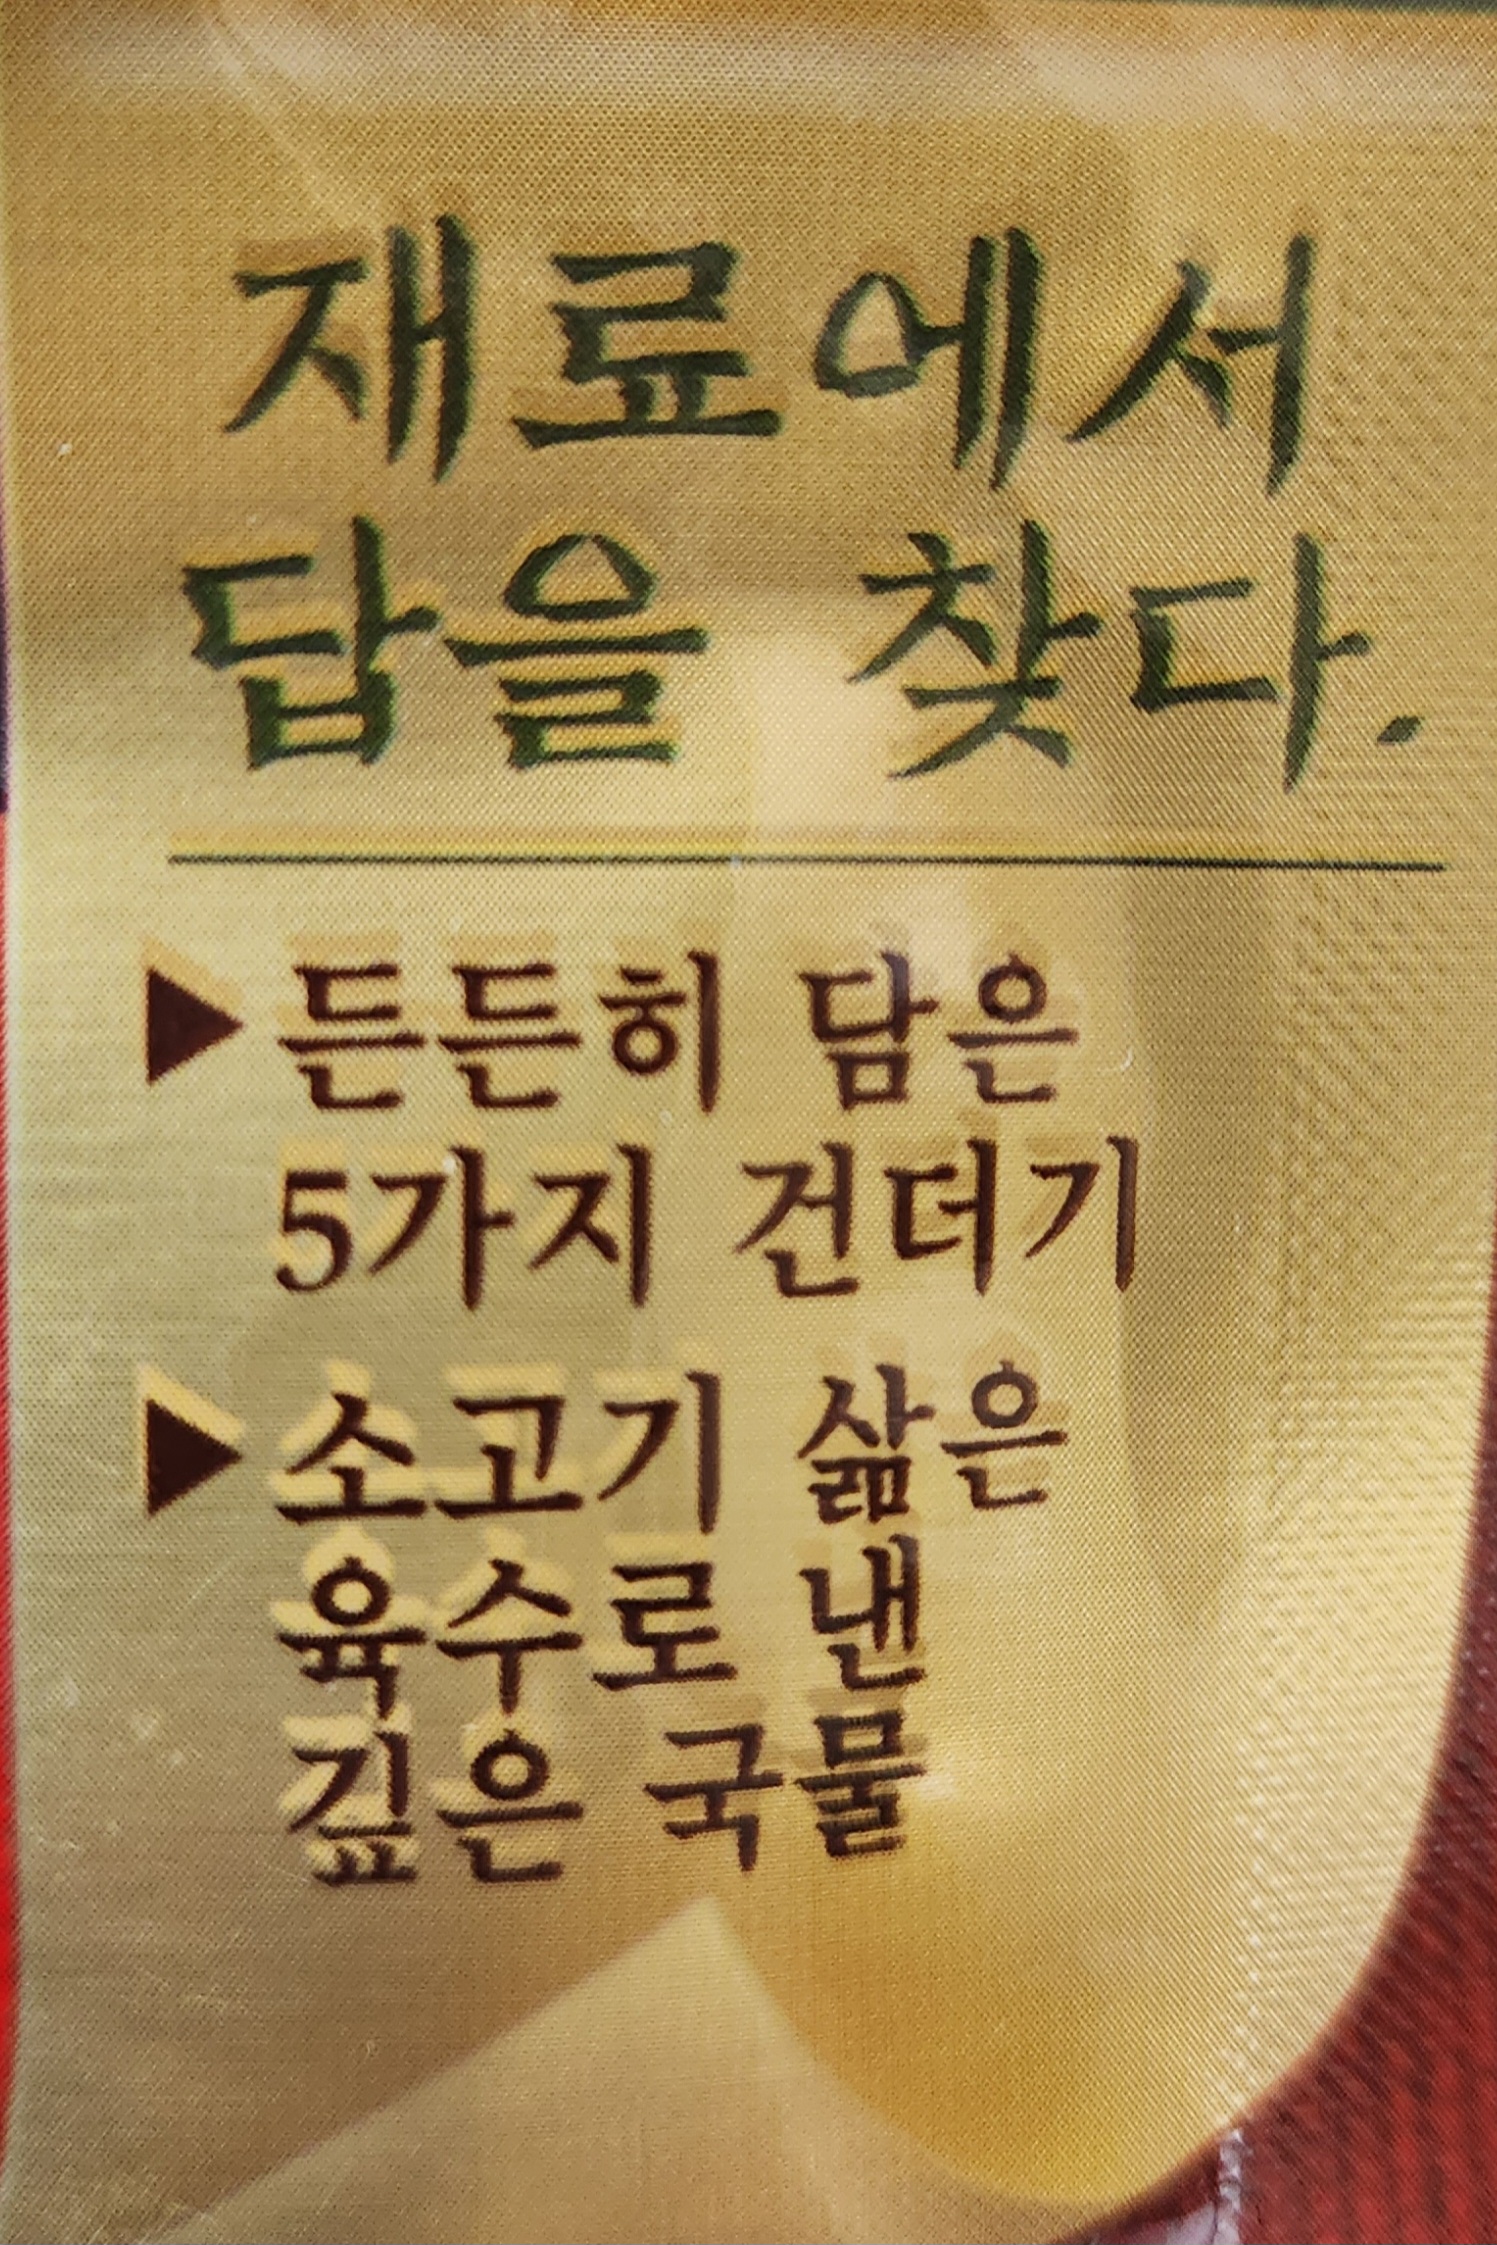 재료에서
답을 찾다.
▶든든히 담은
5가지 건더기
▶소고기 삶은
육수로 낸
깊은 국물